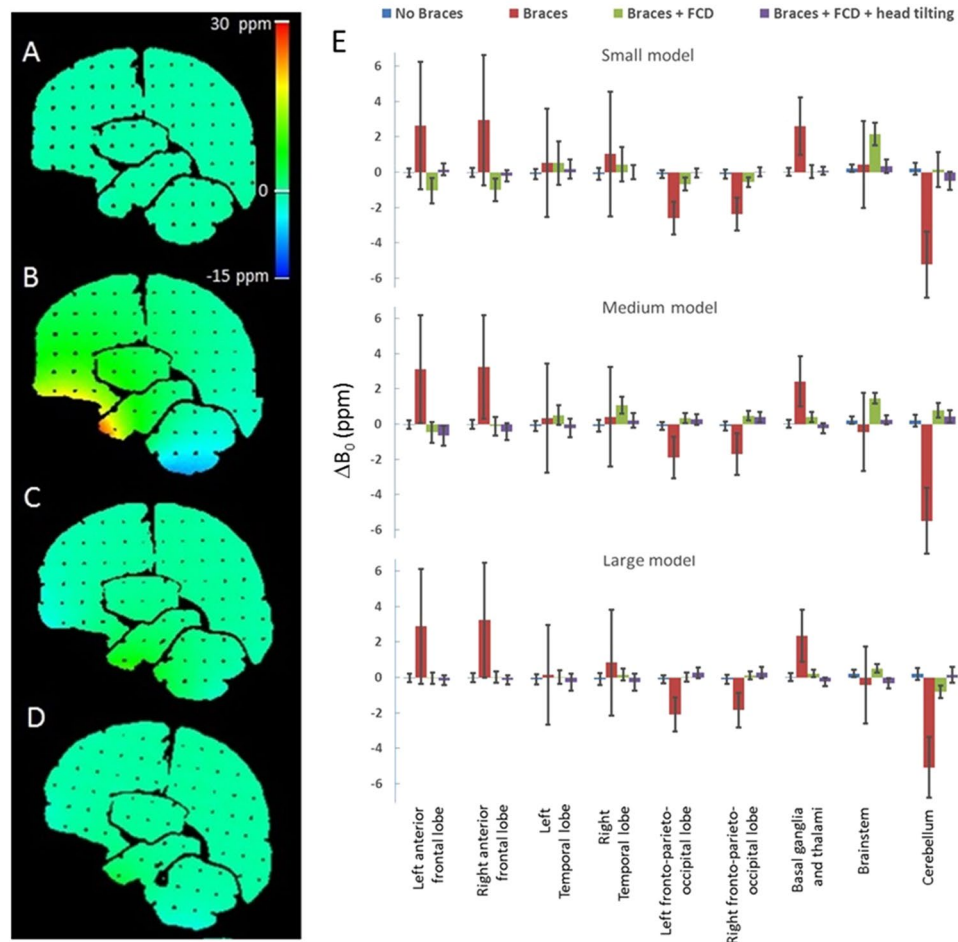 A
30 ppm
0
-15 ppm
B
C
D
E
No Braces Braces Braces + FCD Braces + FCD + head tilting
Small model
6
4
2
0
-2
-4
-6
Medium model
6
4
2
0
-2
-4
-6
Large model
6
4
2
0
-2
-4
-6
ΔB₀ (ppm)
Left anterior
frontal lobe
Right anterior
frontal lobe
Left
Temporal lobe
Right
Temporal lobe
Left fronto-parieto-
occipital lobe
Right fronto-parieto-
occipital lobe
Basal ganglia
and thalami
Brainstem
Cerebellum